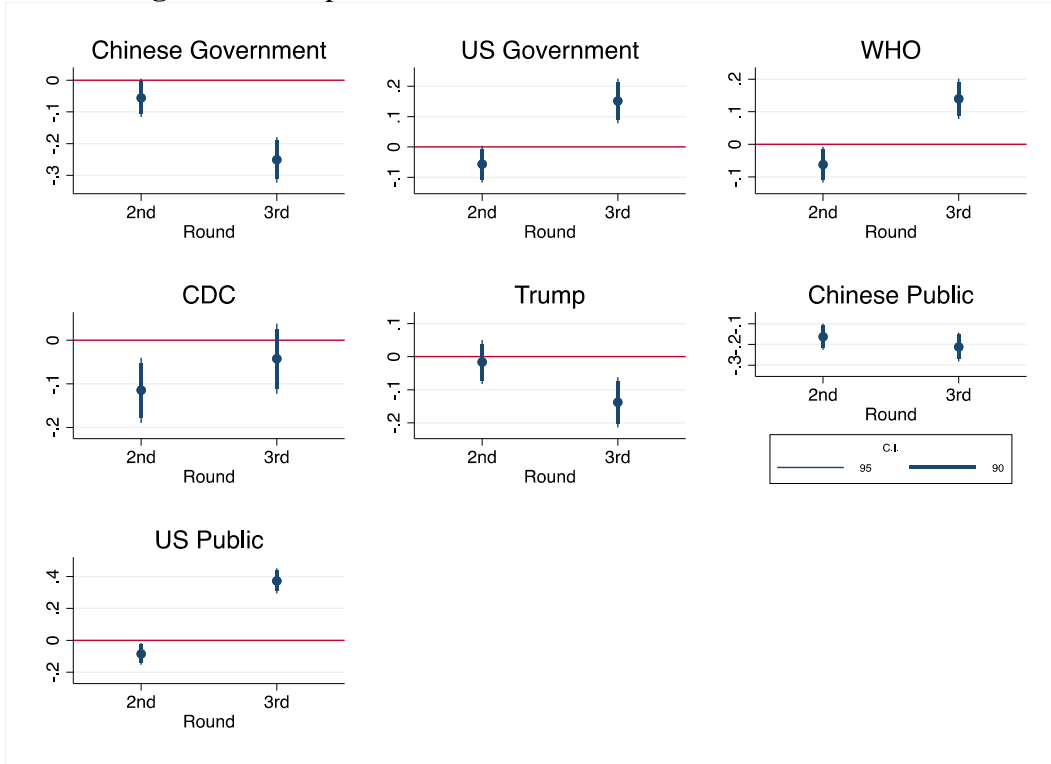 Chinese Government
0
-.1
-.2
-.3
2nd 3rd
Round
US Government
.2
.1
0
-.1
2nd 3rd
Round
WHO
.2
.1
0
-.1
2nd 3rd
Round
CDC
0
-.1
-.2
2nd 3rd
Round
Trump
.1
0
-.1
-.2
2nd 3rd
Round
Chinese Public
-.1
-.2
-.3
2nd 3rd
Round
C.I.
95 90
US Public
.4
.2
0
-.2
2nd 3rd
Round